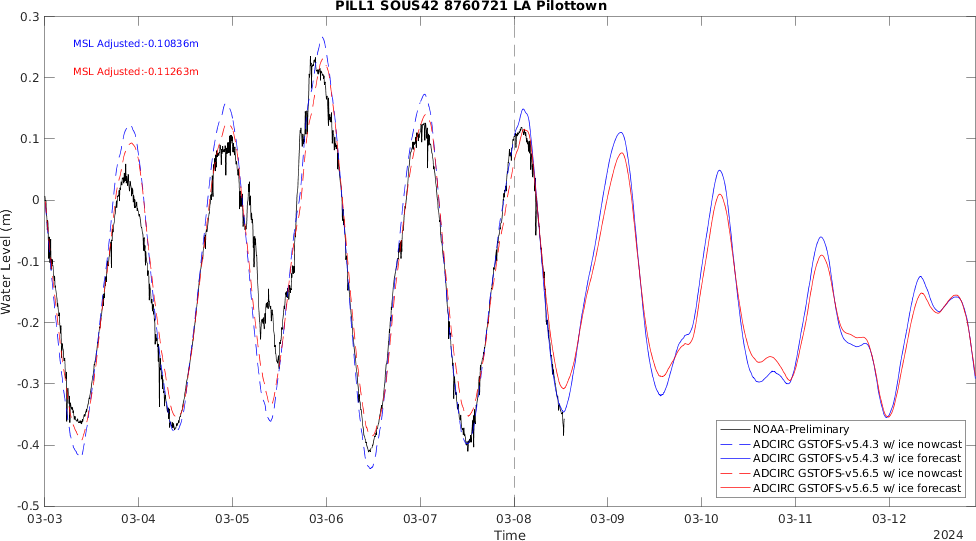 PILL1 SOUS42 8760721 LA Pilottown
MSL Adjusted:-0.10836m
MSL Adjusted:-0.11263m
Water Level (m)
0.3
0.2
0.1
0
-0.1
-0.2
-0.3
-0.4
-0.5
NOAA-Preliminary
ADCIRC GSTOFS-v5.4.3 w/ ice nowcast
ADCIRC GSTOFS-v5.4.3 w/ ice forecast
ADCIRC GSTOFS-v5.6.5 w/ ice nowcast
ADCIRC GSTOFS-v5.6.5 w/ ice forecast
03-03 03-04 03-05 03-06 03-07 03-08 03-09 03-10 03-11 03-12
Time
2024